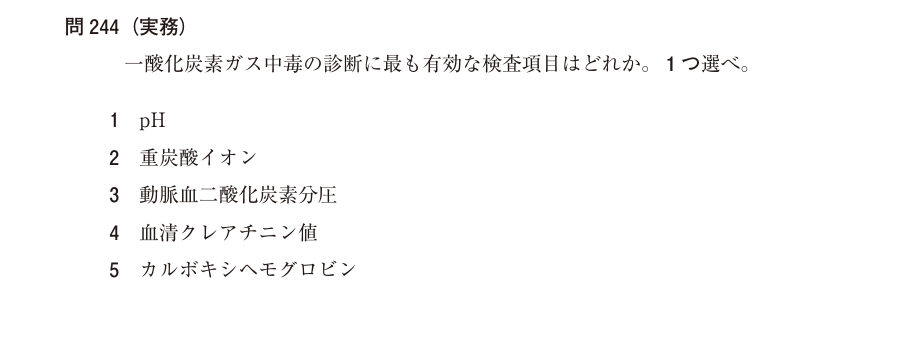 問 244（実務）
一酸化炭素ガス中毒の診断に最も有効な検査項目はどれか。1つ選べ。
1 pH
2 重炭酸イオン
3 動脈血二酸化炭素分圧
4 血清クレアチニン値
5 カルボキシヘモグロビン